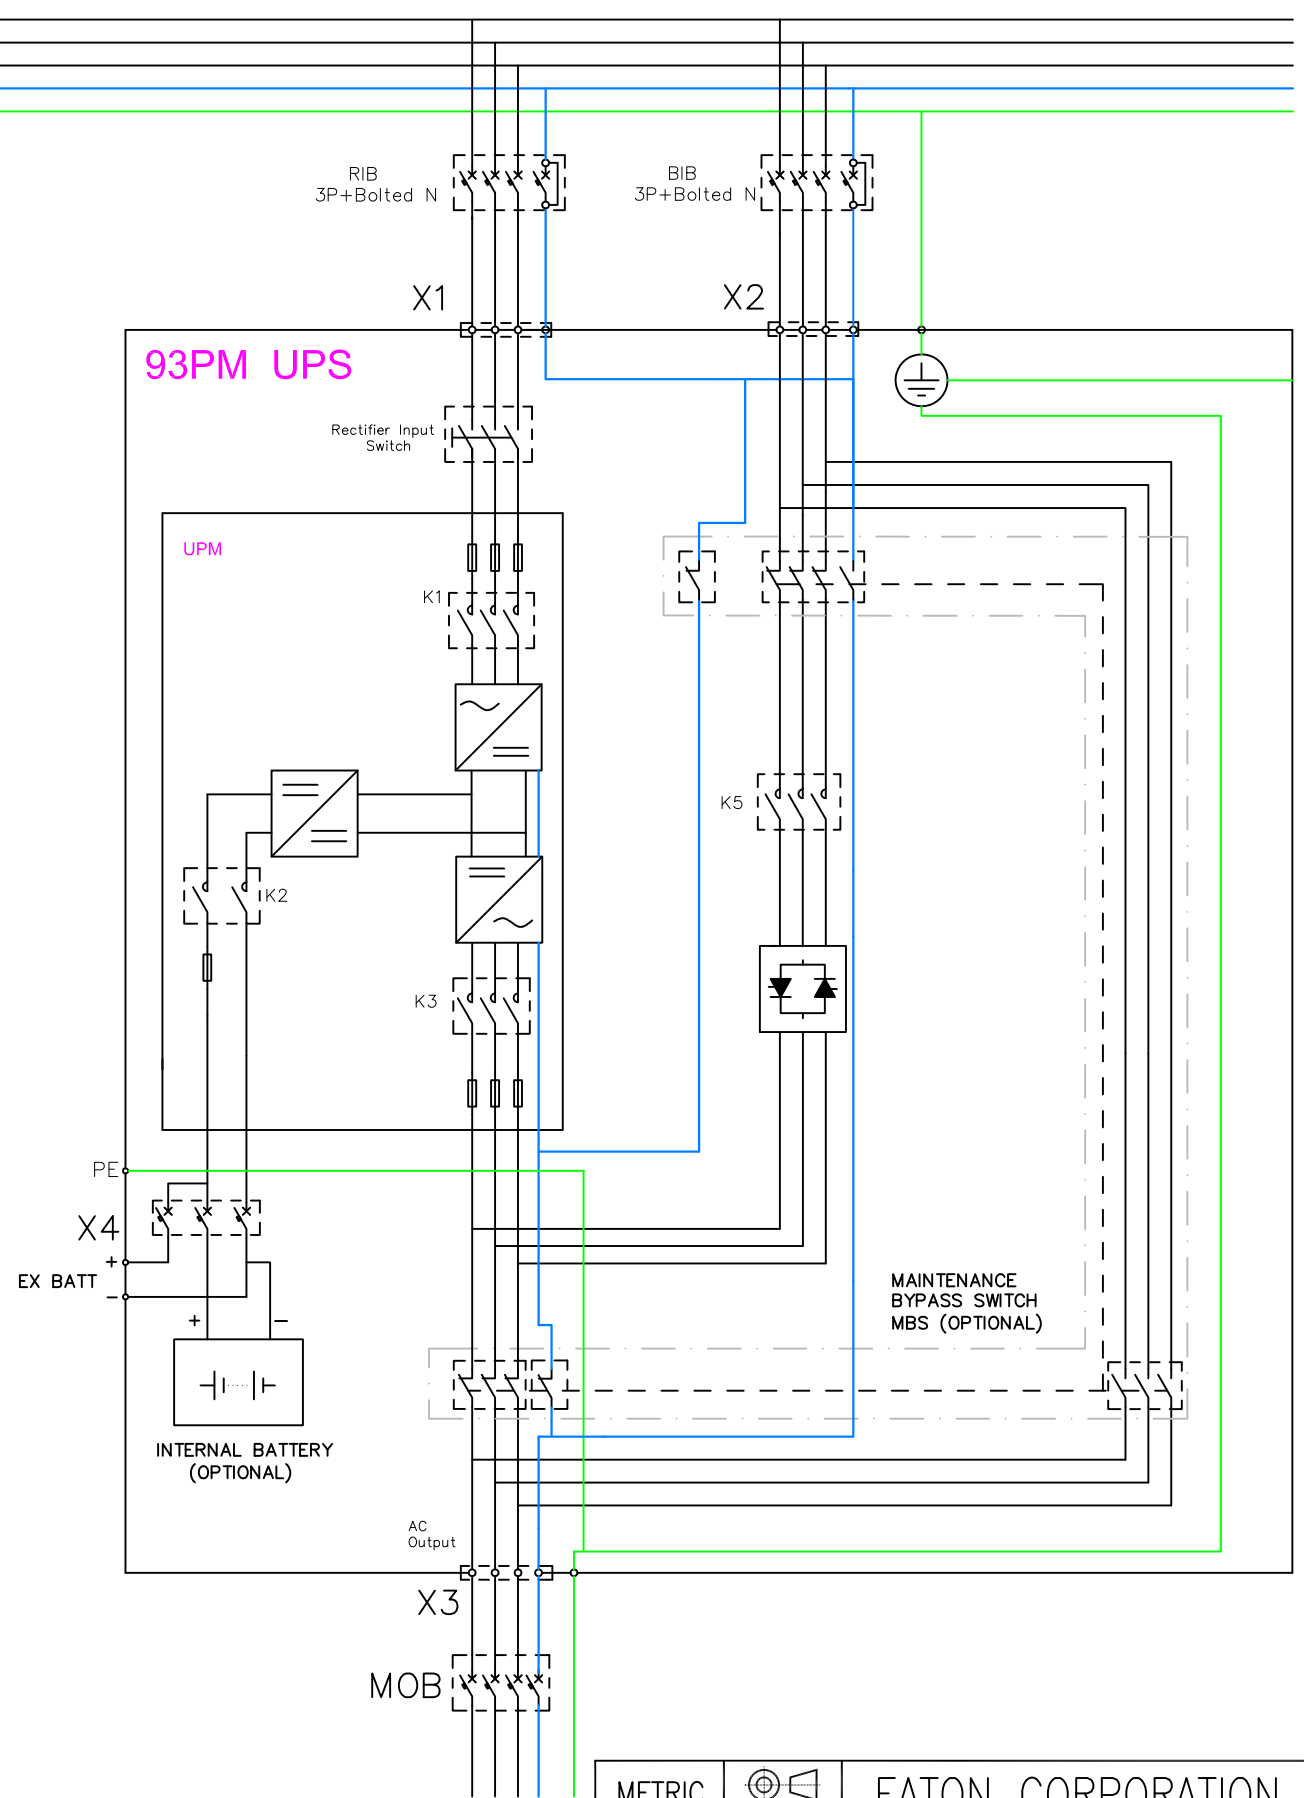 RIB
3P+Bolted N
BIB
3P+Bolted N
X1
X2
93PM UPS
Rectifier Input
Switch
UPM
K1
K5
K2
K3
PE
X4
+
EX BATT
−
+
−
MAINTENANCE
BYPASS SWITCH
MBS (OPTIONAL)
INTERNAL BATTERY
(OPTIONAL)
AC
Output
X3
MOB
METRIC
EATON CORPORATION